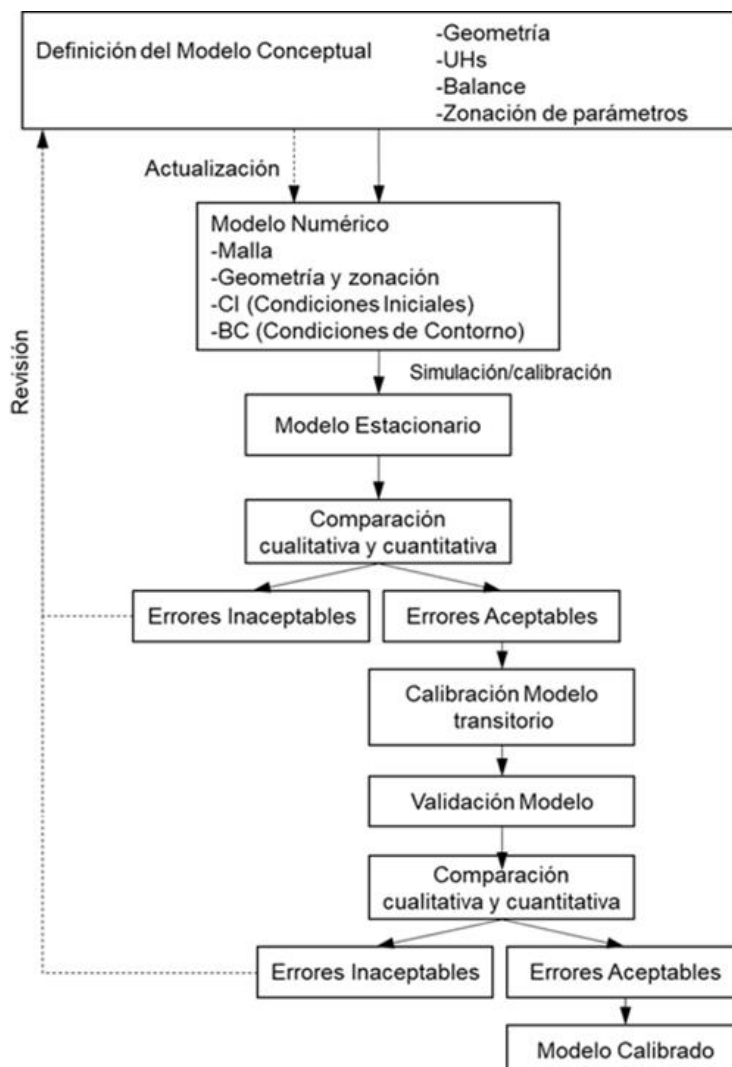 Definición del Modelo Conceptual
-Geometría
-UHs
-Balance
-Zonación de parámetros
Actualización
Modelo Numérico
-Malla
-Geometría y zonación
-CI (Condiciones Iniciales)
-BC (Condiciones de Contorno)
Revisión
Simulación/calibración
Modelo Estacionario
Comparación
cualitativa y cuantitativa
Errores Inaceptables
Errores Aceptables
Calibración Modelo
transitorio
Validación Modelo
Comparación
cualitativa y cuantitativa
Errores Inaceptables
Errores Aceptables
Modelo Calibrado